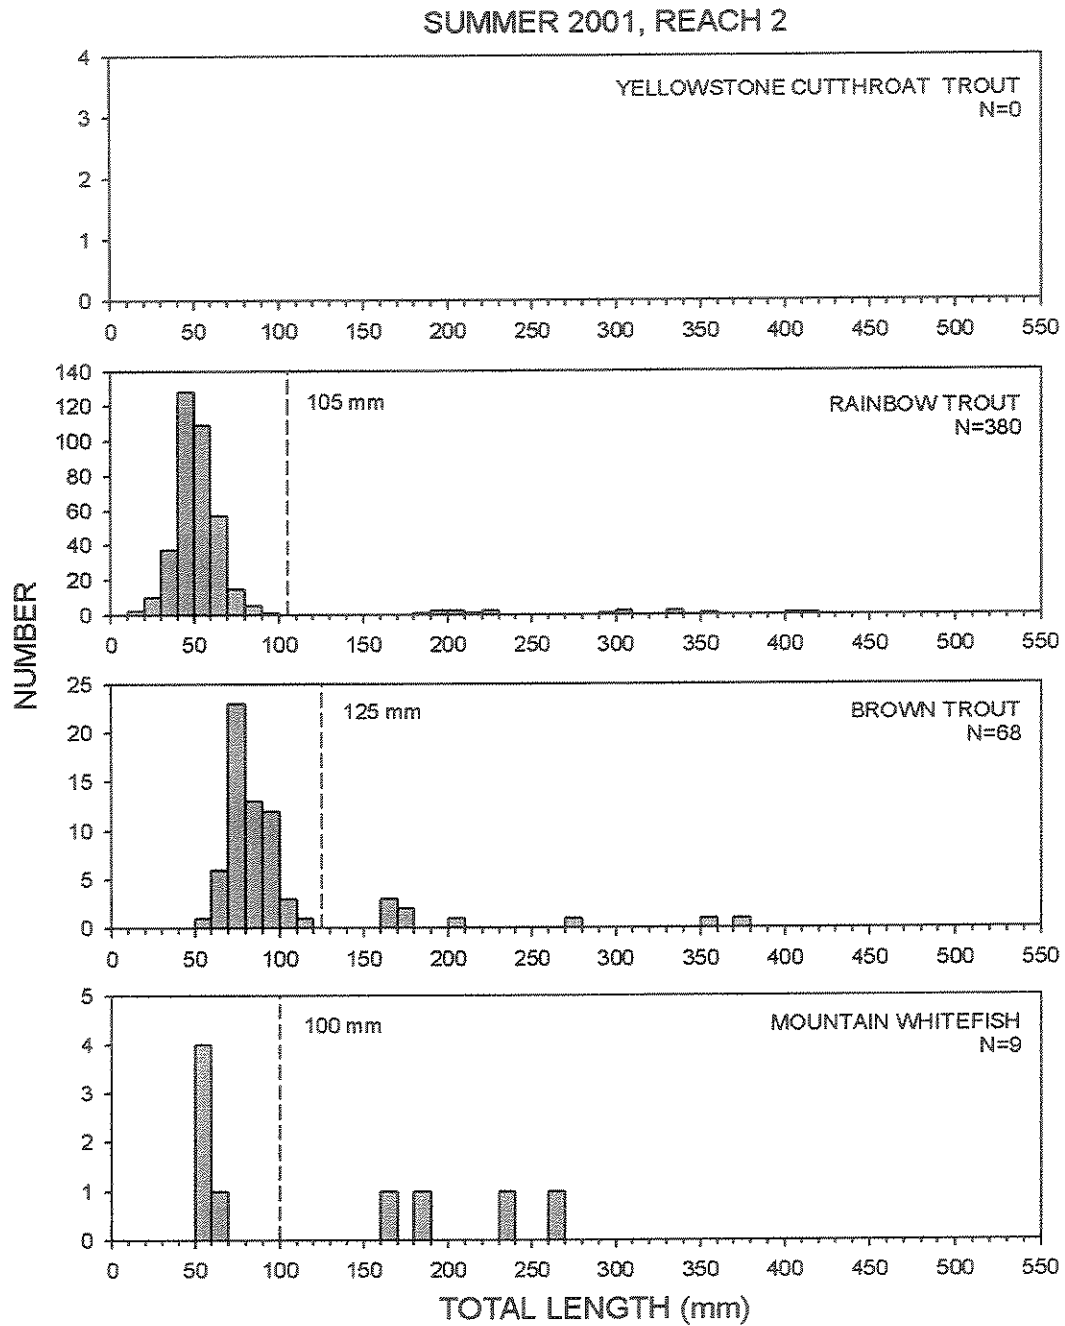 SUMMER 2001, REACH 2
4
YELLOWSTONE CUTTHROAT TROUT
N=0
3
2
1
0
0 50 100 150 200 250 300 350 400 450 500 550
140
105 mm
RAINBOW TROUT
N=380
120
100
80
60
40
20
0
0 50 100 150 200 250 300 350 400 450 500 550
NUMBER
25
125 mm
BROWN TROUT
N=68
20
15
10
5
0
0 50 100 150 200 250 300 350 400 450 500 550
5
100 mm
MOUNTAIN WHITEFISH
N=9
4
3
2
1
0
0 50 100 150 200 250 300 350 400 450 500 550
TOTAL LENGTH (mm)